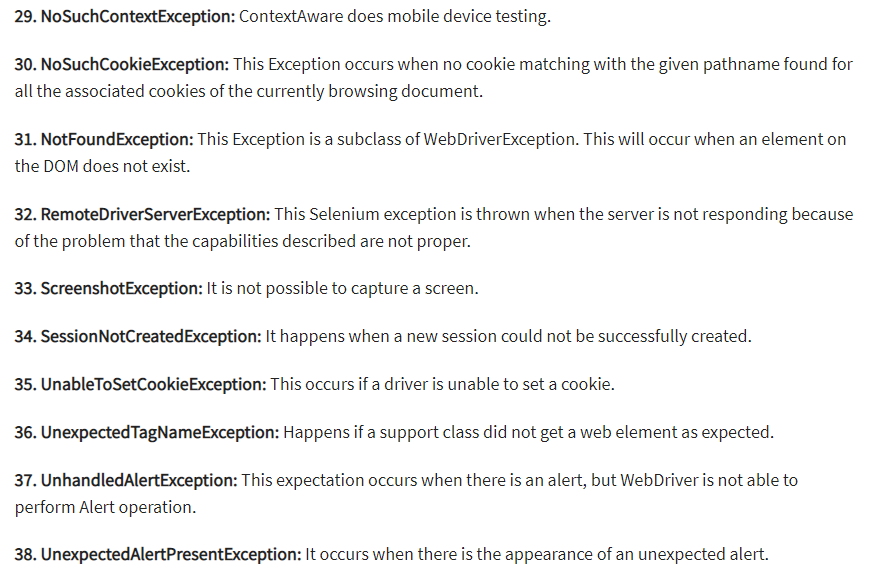 29. NoSuchContextException: ContextAware does mobile device testing.
30. NoSuchCookieException: This Exception occurs when no cookie matching with the given pathname found for
all the associated cookies of the currently browsing document.
31. NotFoundException: This Exception is a subclass of WebDriverException. This will occur when an element on
the DOM does not exist.
32. RemoteDriverServerException: This Selenium exception is thrown when the server is not responding because
of the problem that the capabilities described are not proper.
33. ScreenshotException: It is not possible to capture a screen.
34. SessionNotCreatedException: It happens when a new session could not be successfully created.
35. UnableToSetCookieException: This occurs if a driver is unable to set a cookie.
36. UnexpectedTagNameException: Happens if a support class did not get a web element as expected.
37. UnhandledAlertException: This expectation occurs when there is an alert, but WebDriver is not able to
perform Alert operation.
38. UnexpectedAlertPresentException: It occurs when there is the appearance of an unexpected alert.